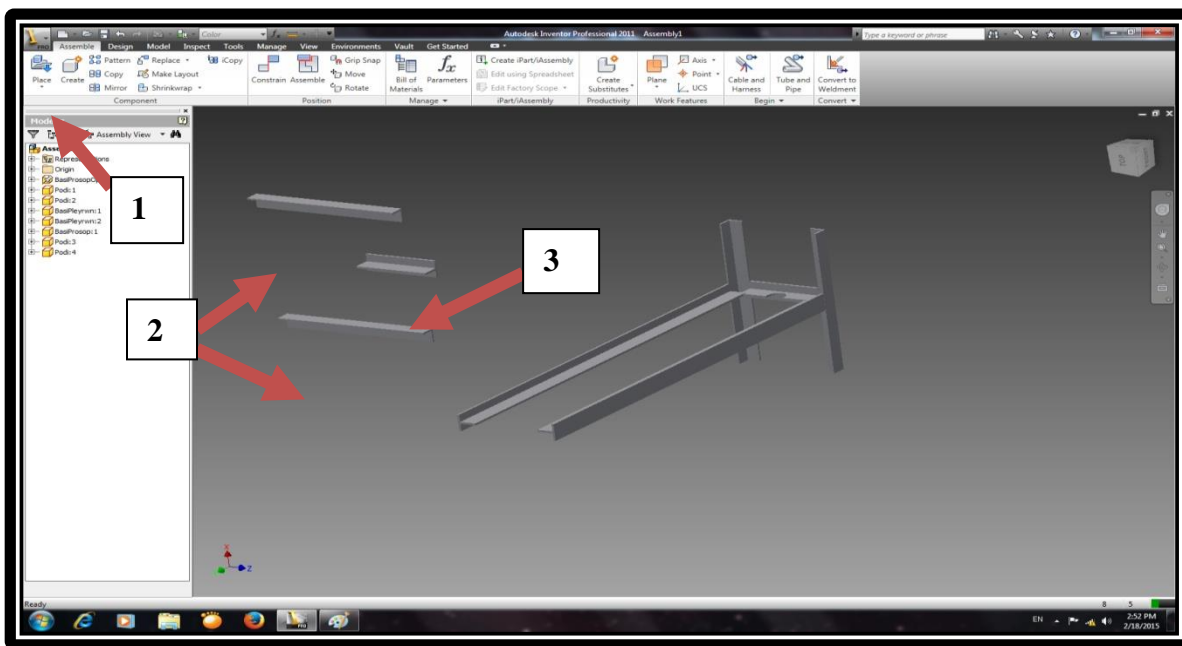 Color
Autodesk Inventor Professional 2011 Assembly1
Type a keyword or phrase
PRO Assemble Design Model Inspect Tools Manage View Environments Vault Get Started
Pattern Replace iCopy Grip Snap Create iPart/iAssembly Axis
Place Create Copy Make Layout Constrain Assemble Move Bill of Materials Parameters Edit using Spreadsheet Create Substitutes Plane Point Cable and Harness Tube and Pipe Convert to Weldment
Mirror Shrinkwrap Rotate Edit Factory Scope UCS
Component Position Manage iPart/iAssembly Productivity Work Features Begin Convert
Assembly View
Origin
Podi:1
Podi:2
BasiPleyrwn:1
BasiPleyrwn:2
BasiProsop:1
Podi:3
Podi:4
1
2
3
TOP
X
Z
Ready
8 5
EN
2:52 PM
2/18/2015